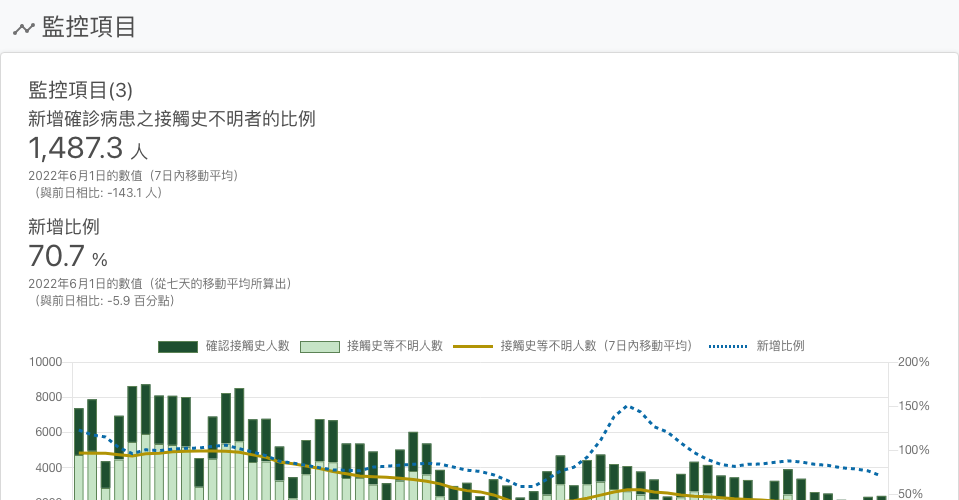 監控項目
監控項目(3)
新增確診病患之接觸史不明者的比例
1,487.3 人
2022年6月1日的數值（7日內移動平均）
（與前日相比: -143.1 人）
新增比例
70.7 %
2022年6月1日的數值（從七天的移動平均所算出）
（與前日相比: -5.9 百分點）
確認接觸史人數 接觸史等不明人數 接觸史等不明人數（7日內移動平均） 新增比例
10000 200%
8000
150%
6000
100%
4000
50%